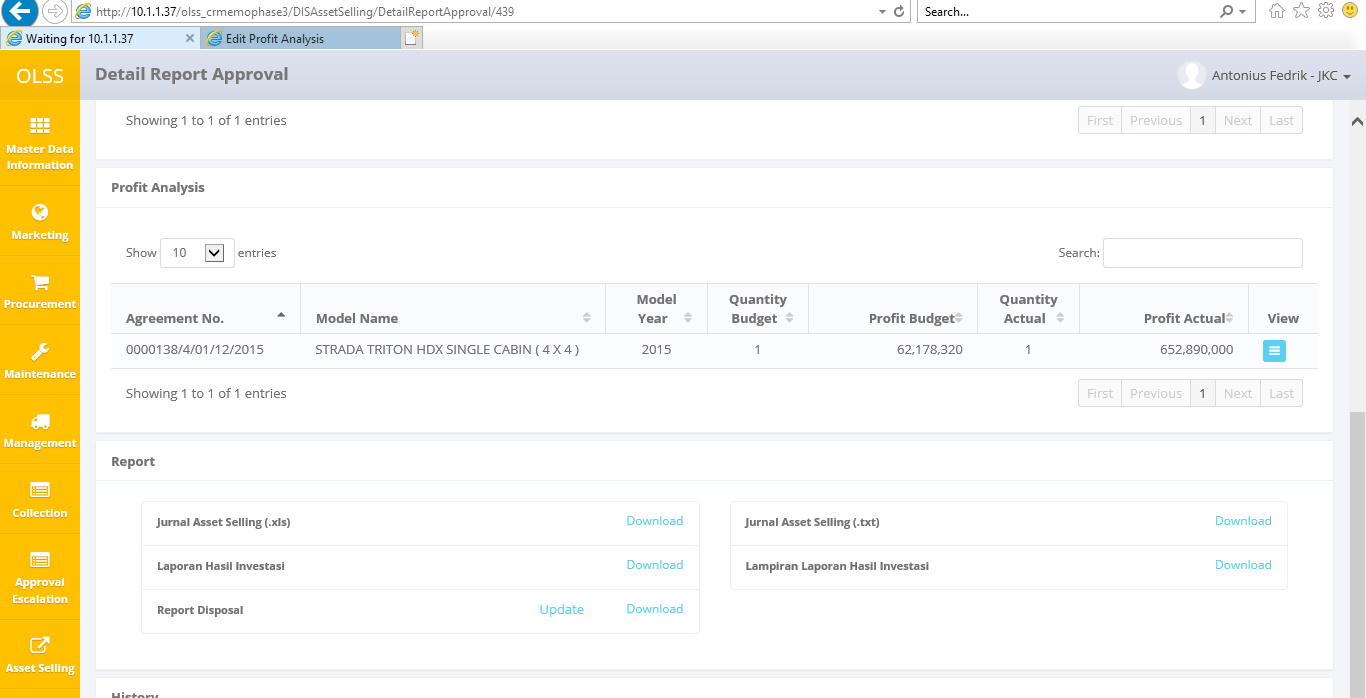 http://10.1.1.37/olss_crmemophase3/DISAssetSelling/DetailReportApproval/439
Search...
Waiting for 10.1.1.37
Edit Profit Analysis
OLSS
Detail Report Approval
Antonius Fedrik - JKC
Master Data
Information
Marketing
Procurement
Maintenance
Management
Collection
Approval
Escalation
Asset Selling
Showing 1 to 1 of 1 entries
First Previous 1 Next Last
Profit Analysis
Show 10 entries
Search:
Agreement No. Model Name Model Year Quantity Budget Profit Budget Quantity Actual Profit Actual View
0000138/4/01/12/2015 STRADA TRITON HDX SINGLE CABIN ( 4 X 4 ) 2015 1 62,178,320 1 652,890,000
Showing 1 to 1 of 1 entries
First Previous 1 Next Last
Report
Jurnal Asset Selling (.xls) Download
Laporan Hasil Investasi Download
Report Disposal Update Download
Jurnal Asset Selling (.txt) Download
Lampiran Laporan Hasil Investasi Download
History